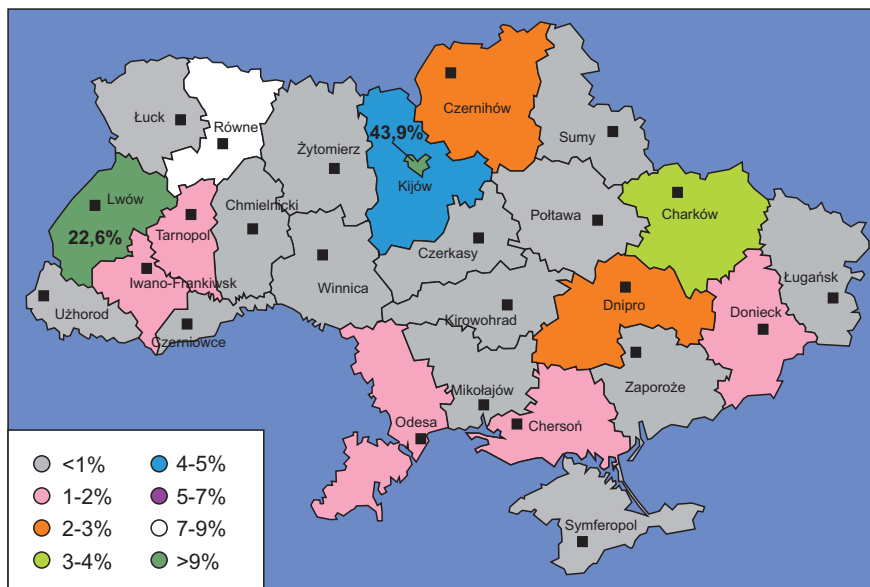 Czernihów
Łuck
Równe
43,9%
Sumy
Żytomierz
Kijów
Lwów
Chmielnicki
Połtawa
Charków
22,6%
Tarnopol
Czerkasy
Ługańsk
Iwano-Frankiwsk
Winnica
Użhorod
Dnipro
Donieck
Kirowohrad
Czerniowce
Mikołajów
Zaporoże
Odesa
Chersoń
<1%
4-5%
1-2%
5-7%
2-3%
7-9%
3-4%
>9%
Symferopol